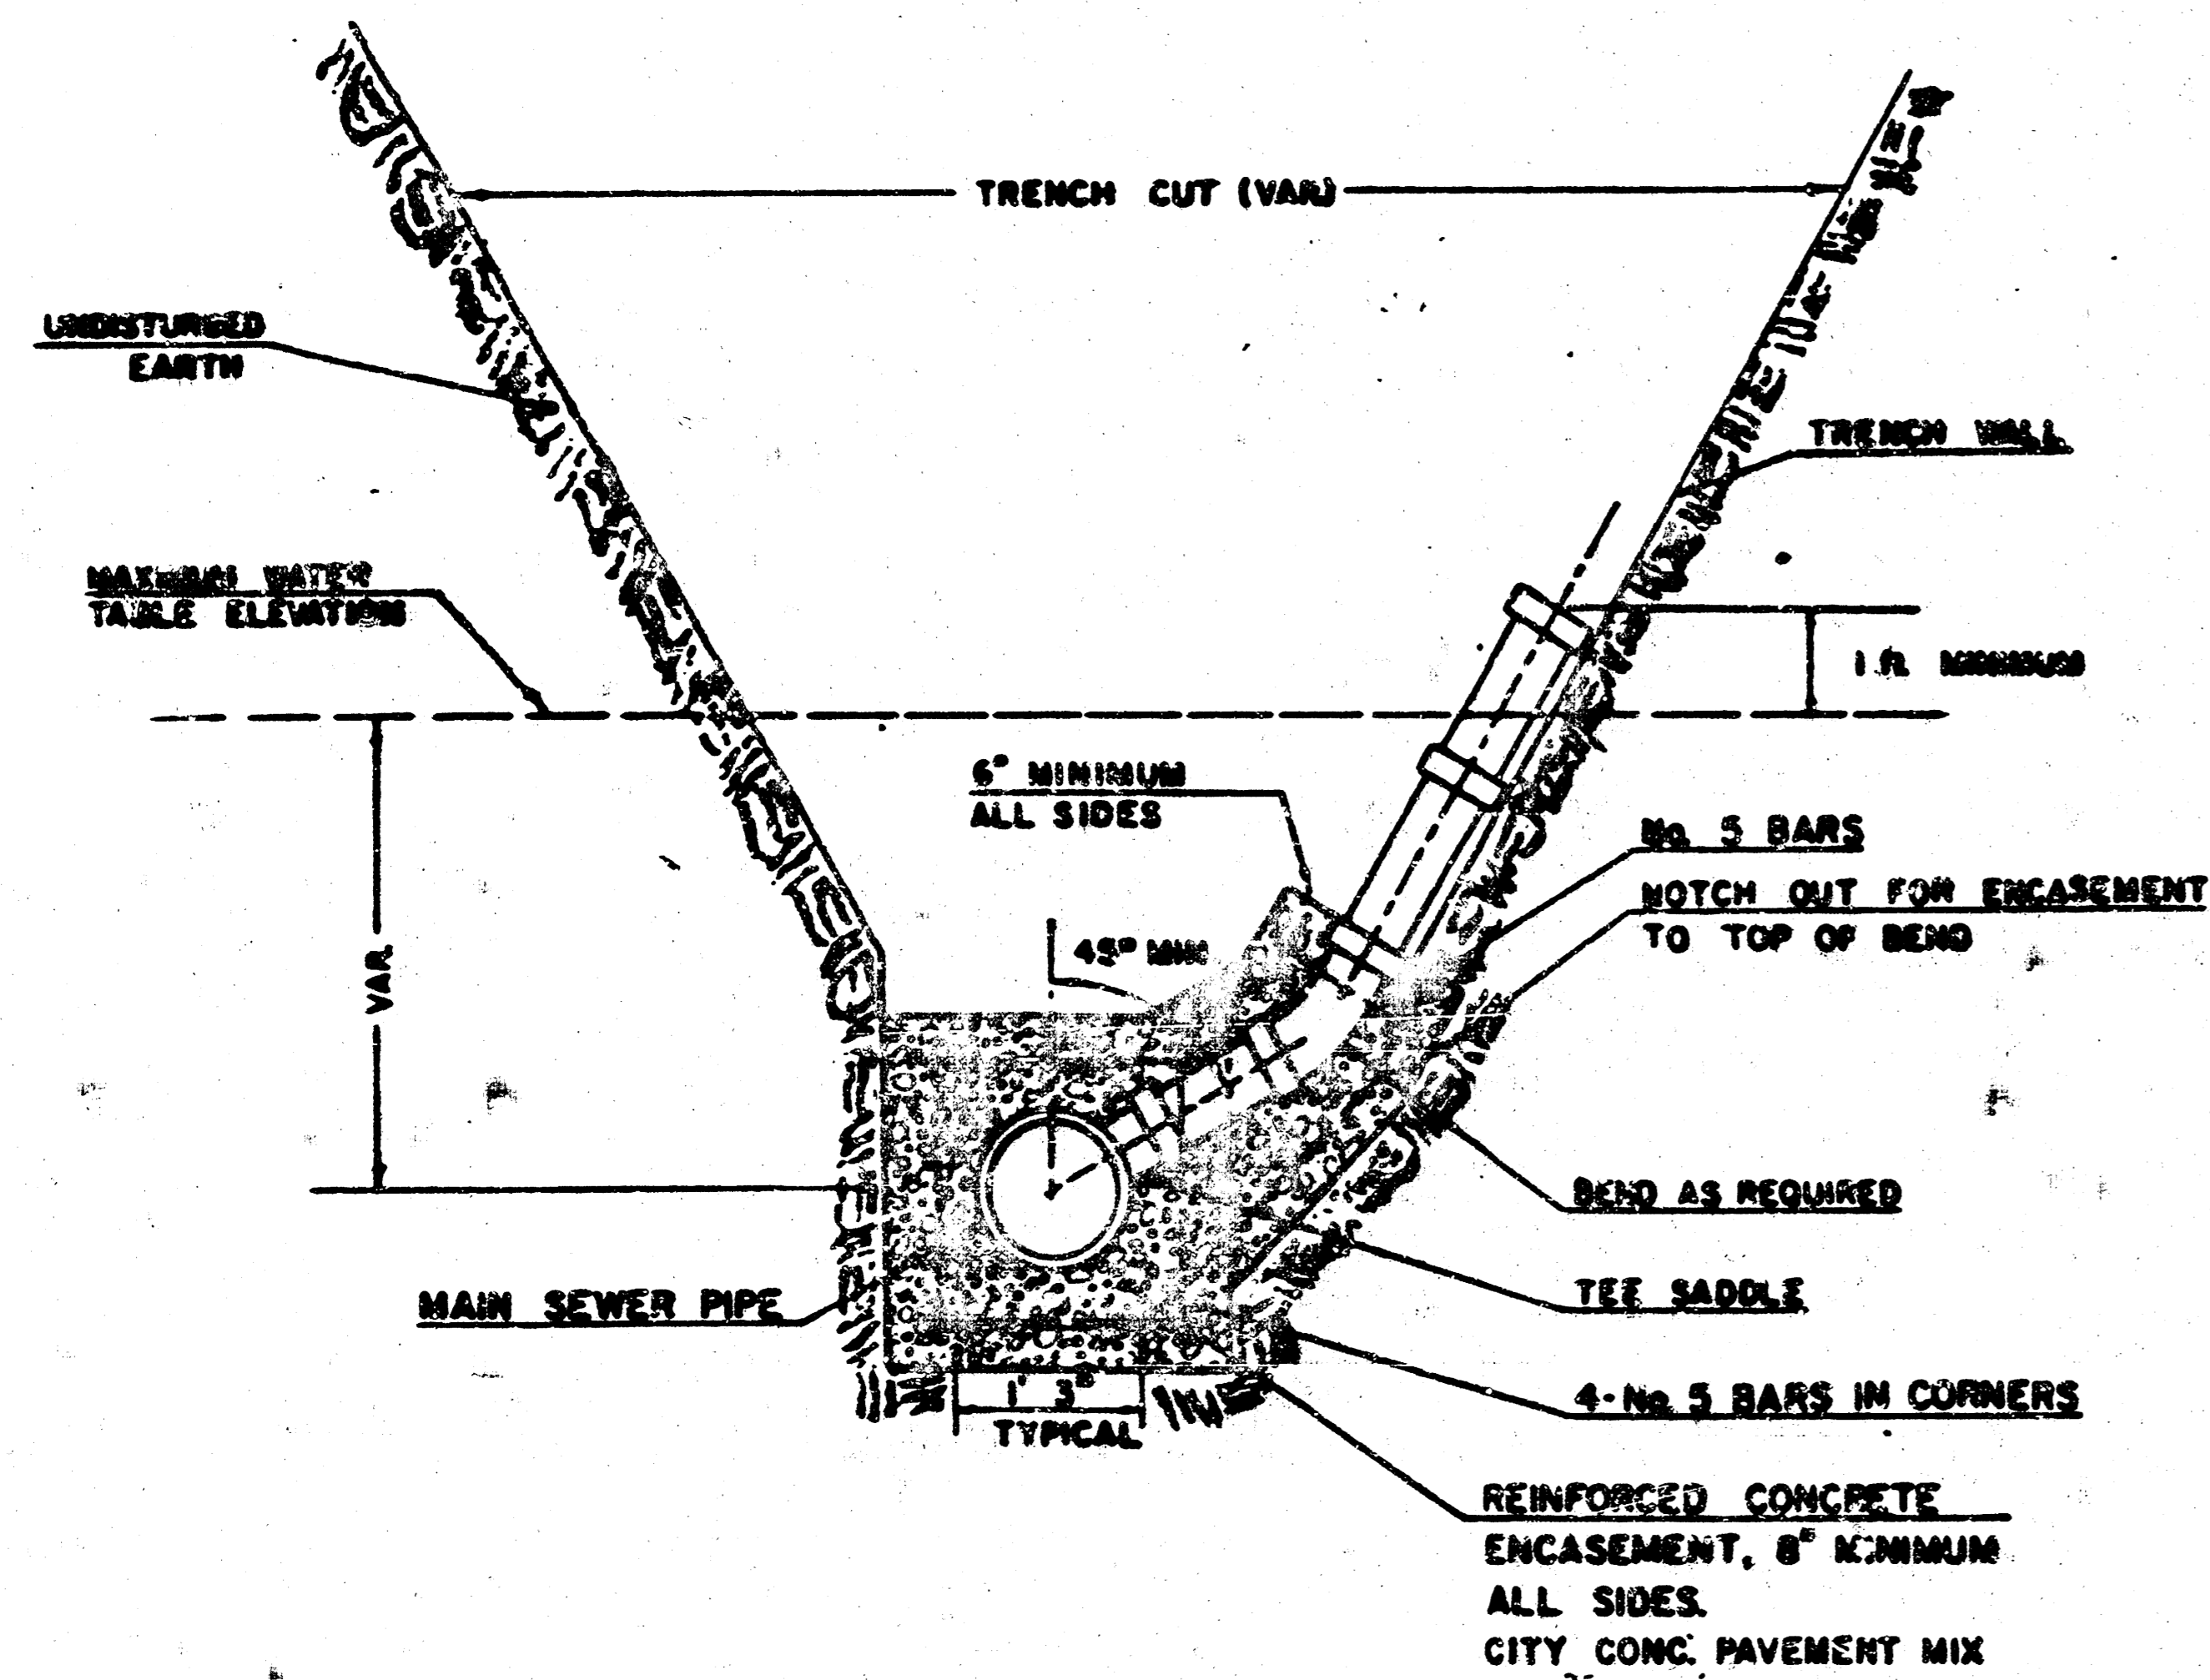 TRENCH CUT (VAR)
UNDISTURBED
EARTH
TRENCH WALL
MAXIMUM WATER
TABLE ELEVATION
1 ft. MINIMUM
6" MINIMUM
ALL SIDES
No. 5 BARS
NOTCH OUT FOR ENCASEMENT
TO TOP OF BEND
45° MIN
VAR
BEND AS REQUIRED
TEE SADDLE
MAIN SEWER PIPE
1' 3"
TYPICAL
4-No 5 BARS IN CORNERS
REINFORCED CONCRETE
ENCASEMENT, 8" MINIMUM
ALL SIDES.
CITY CONC. PAVEMENT MIX